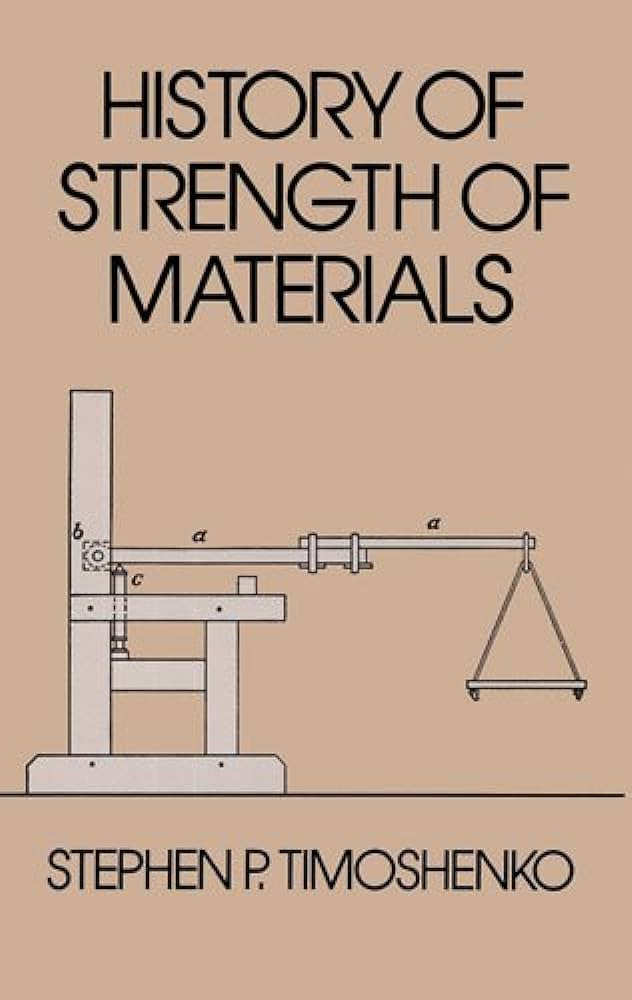 HISTORY OF
STRENGTH OF
MATERIALS
a
b
a
c
STEPHEN P. TIMOSHENKO